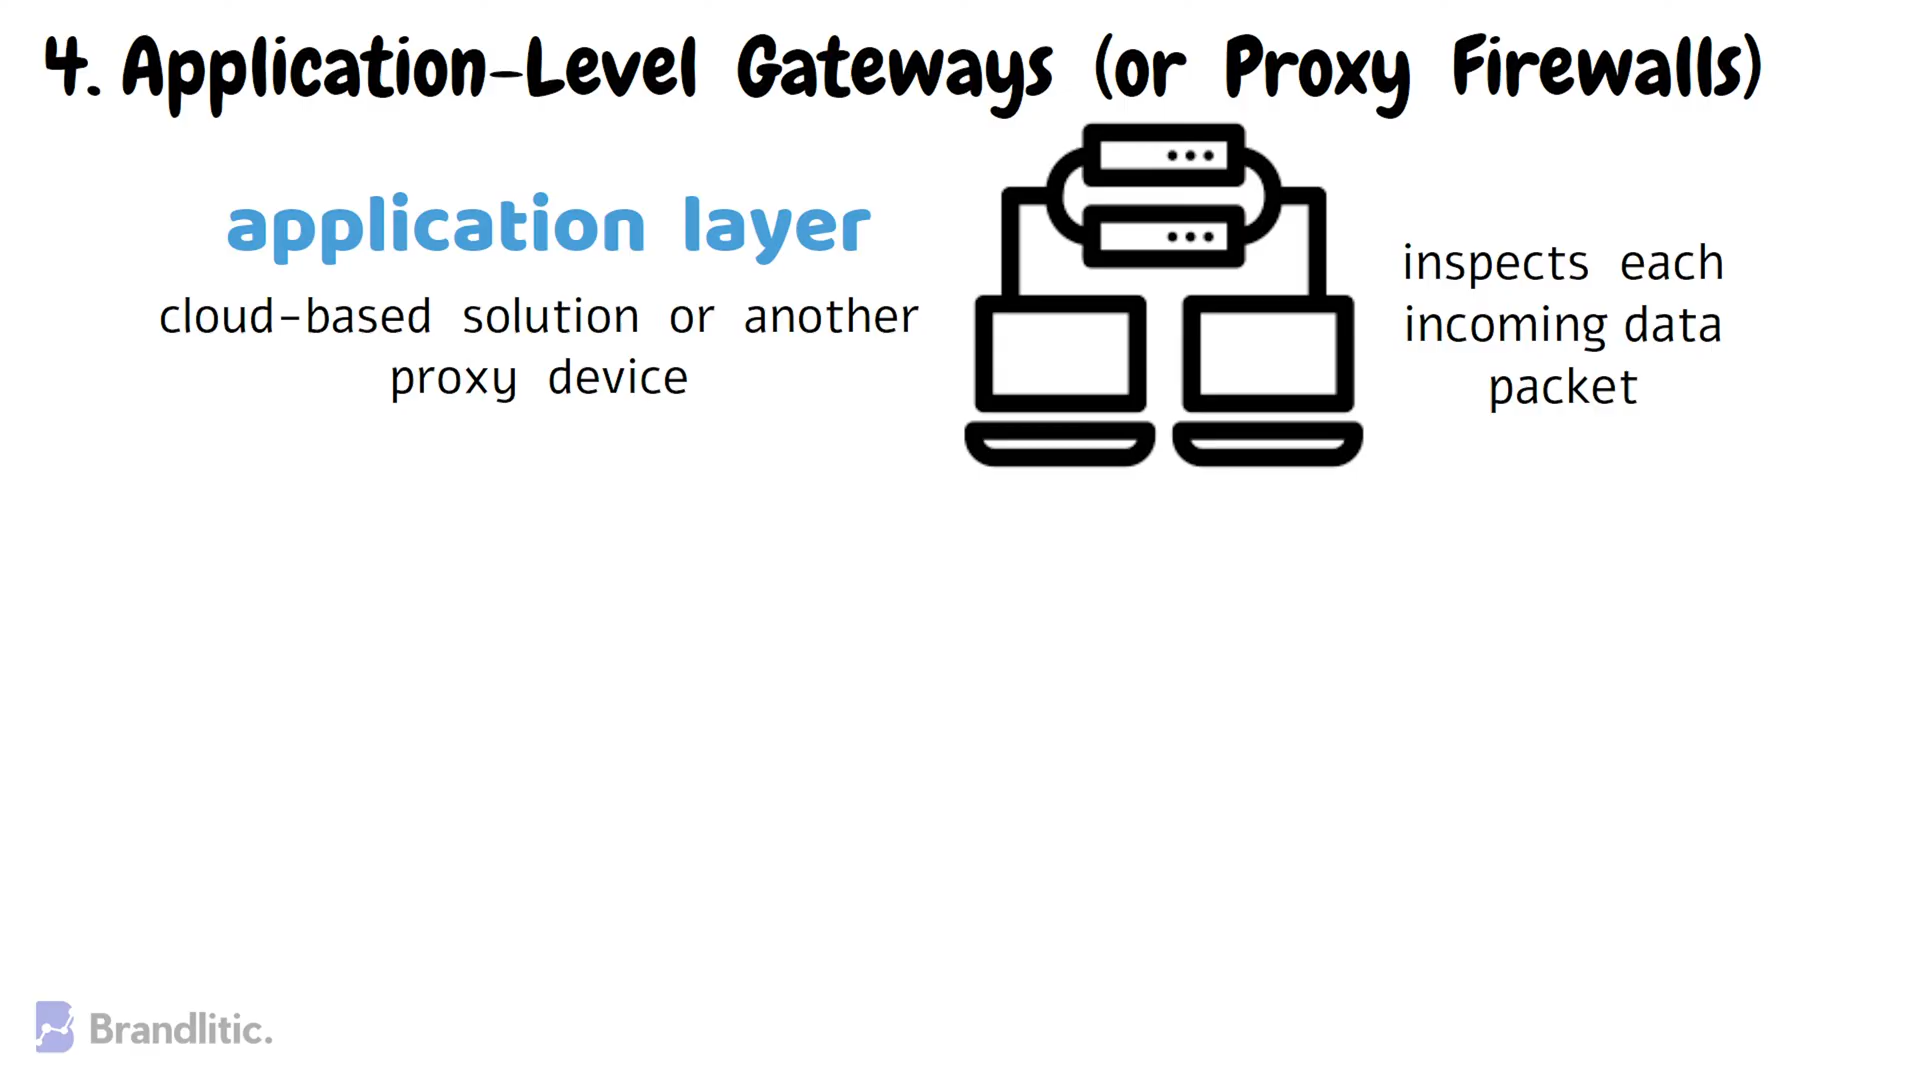 4. Application-Level Gateways (or Proxy Firewalls)
application layer
cloud-based solution or another
proxy device
inspects each
incoming data
packet
Brandlitic.